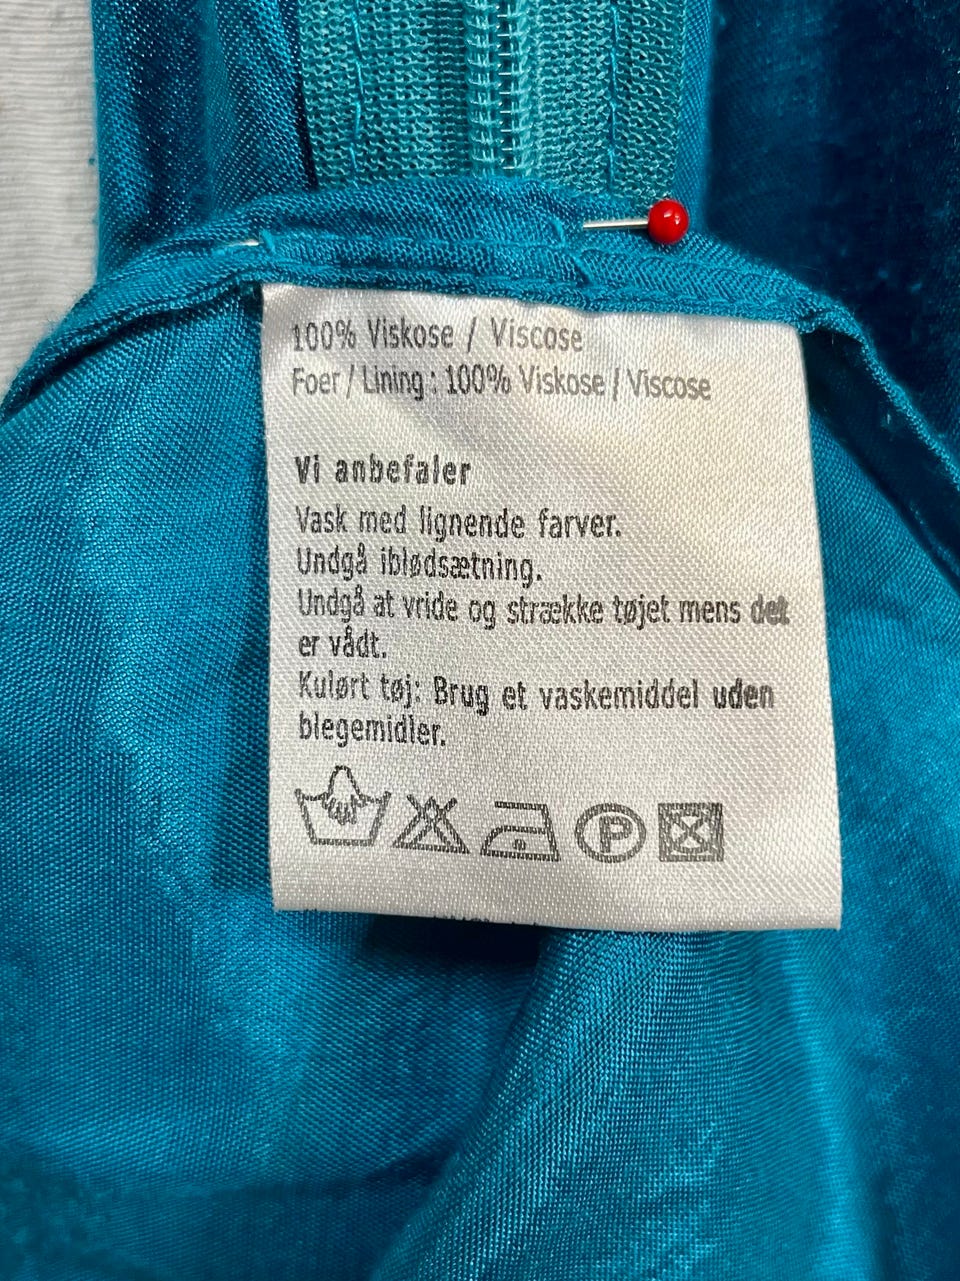 100% Viskose / Viscose
Foer / Lining : 100% Viskose / Viscose
Vi anbefaler
Vask med lignende farver.
Undgå iblødsætning.
Undgå at vride og strække tøjet mens det
er vådt.
Kulørt tøj: Brug et vaskemiddel uden
blegemidler.
P